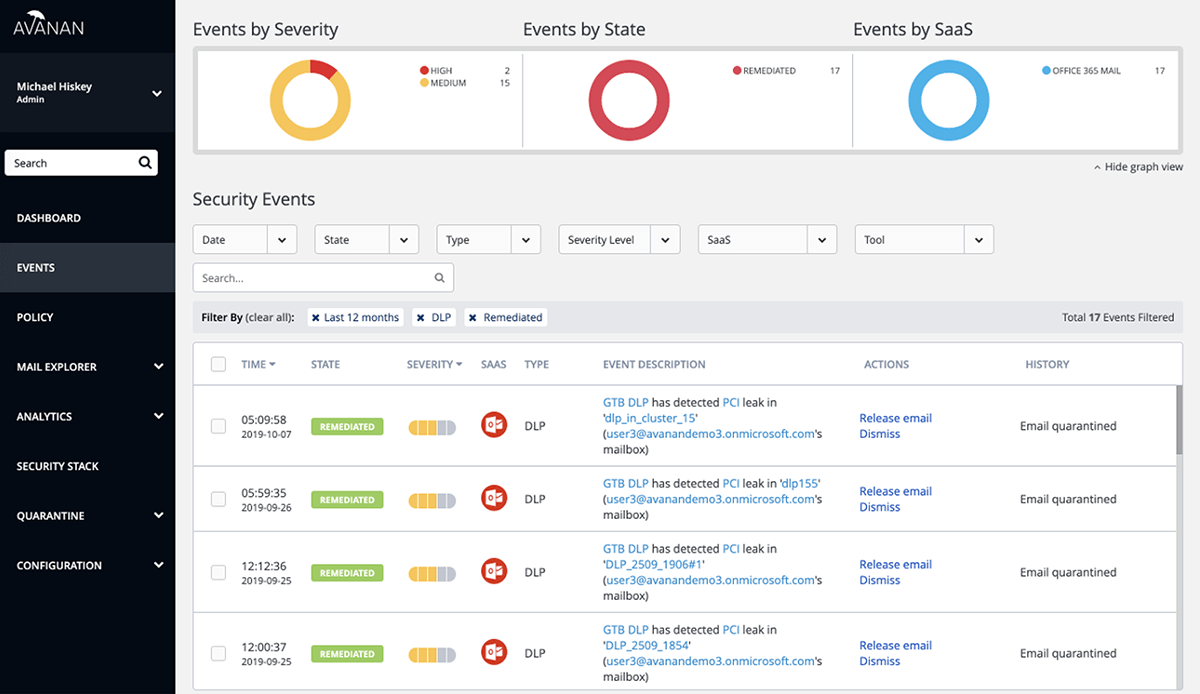 AVANAN
Michael Hiskey
Admin
Search
DASHBOARD
EVENTS
POLICY
MAIL EXPLORER
ANALYTICS
SECURITY STACK
QUARANTINE
CONFIGURATION
Events by Severity
HIGH 2
MEDIUM 15
Events by State
REMEDIATED 17
Events by SaaS
OFFICE 365 MAIL 17
Hide graph view
Security Events
Date State Type Severity Level SaaS Tool
Search...
Filter By (clear all): Last 12 months DLP Remediated Total 17 Events Filtered
TIME STATE SEVERITY SAAS TYPE EVENT DESCRIPTION ACTIONS HISTORY
05:09:58
2019-10-07
REMEDIATED
DLP
GTB DLP has detected PCI leak in
'dlp_in_cluster_15'
(user3@avanandemo3.onmicrosoft.com's
mailbox)
Release email
Dismiss
Email quarantined
05:59:35
2019-09-26
REMEDIATED
DLP
GTB DLP has detected PCI leak in 'dlp155'
(user3@avanandemo3.onmicrosoft.com's
mailbox)
Release email
Dismiss
Email quarantined
12:12:36
2019-09-25
REMEDIATED
DLP
GTB DLP has detected PCI leak in
'DLP_2509_1906#1'
(user3@avanandemo3.onmicrosoft.com's
mailbox)
Release email
Dismiss
Email quarantined
12:00:37
2019-09-25
REMEDIATED
DLP
GTB DLP has detected PCI leak in
'DLP_2509_1854'
(user3@avanandemo3.onmicrosoft.com's
mailbox)
Release email
Dismiss
Email quarantined